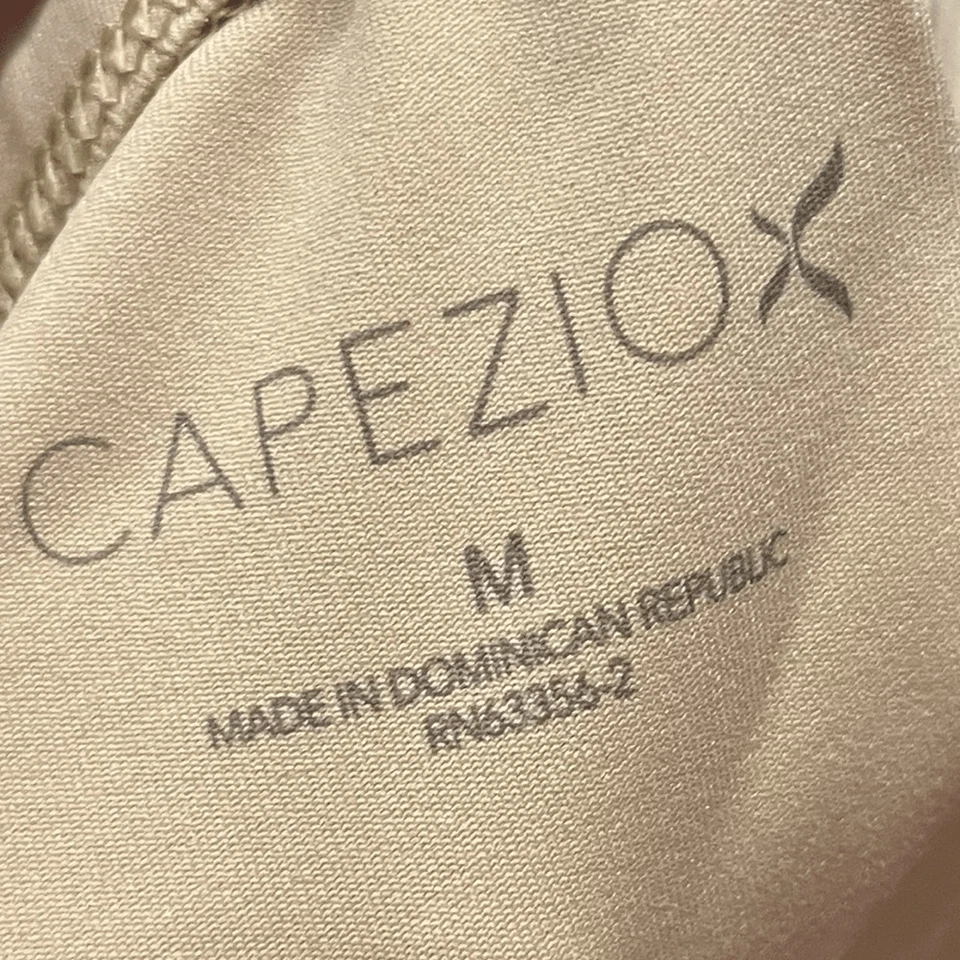 CAPEZIO
M
MADE IN DOMINICAN REPUBLIC
RN63356-2